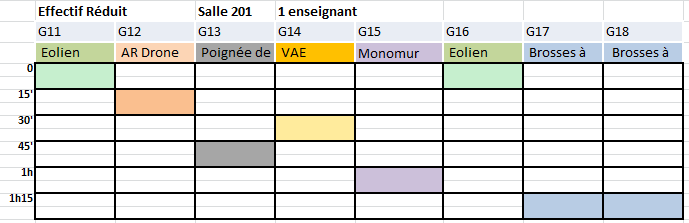 Effectif Réduit Salle 201 1 enseignant
G11 G12 G13 G14 G15 G16 G17 G18
Eolien AR Drone Poignée de VAE Monomur Eolien Brosses à Brosses à
0
15'
30'
45'
1h
1h15